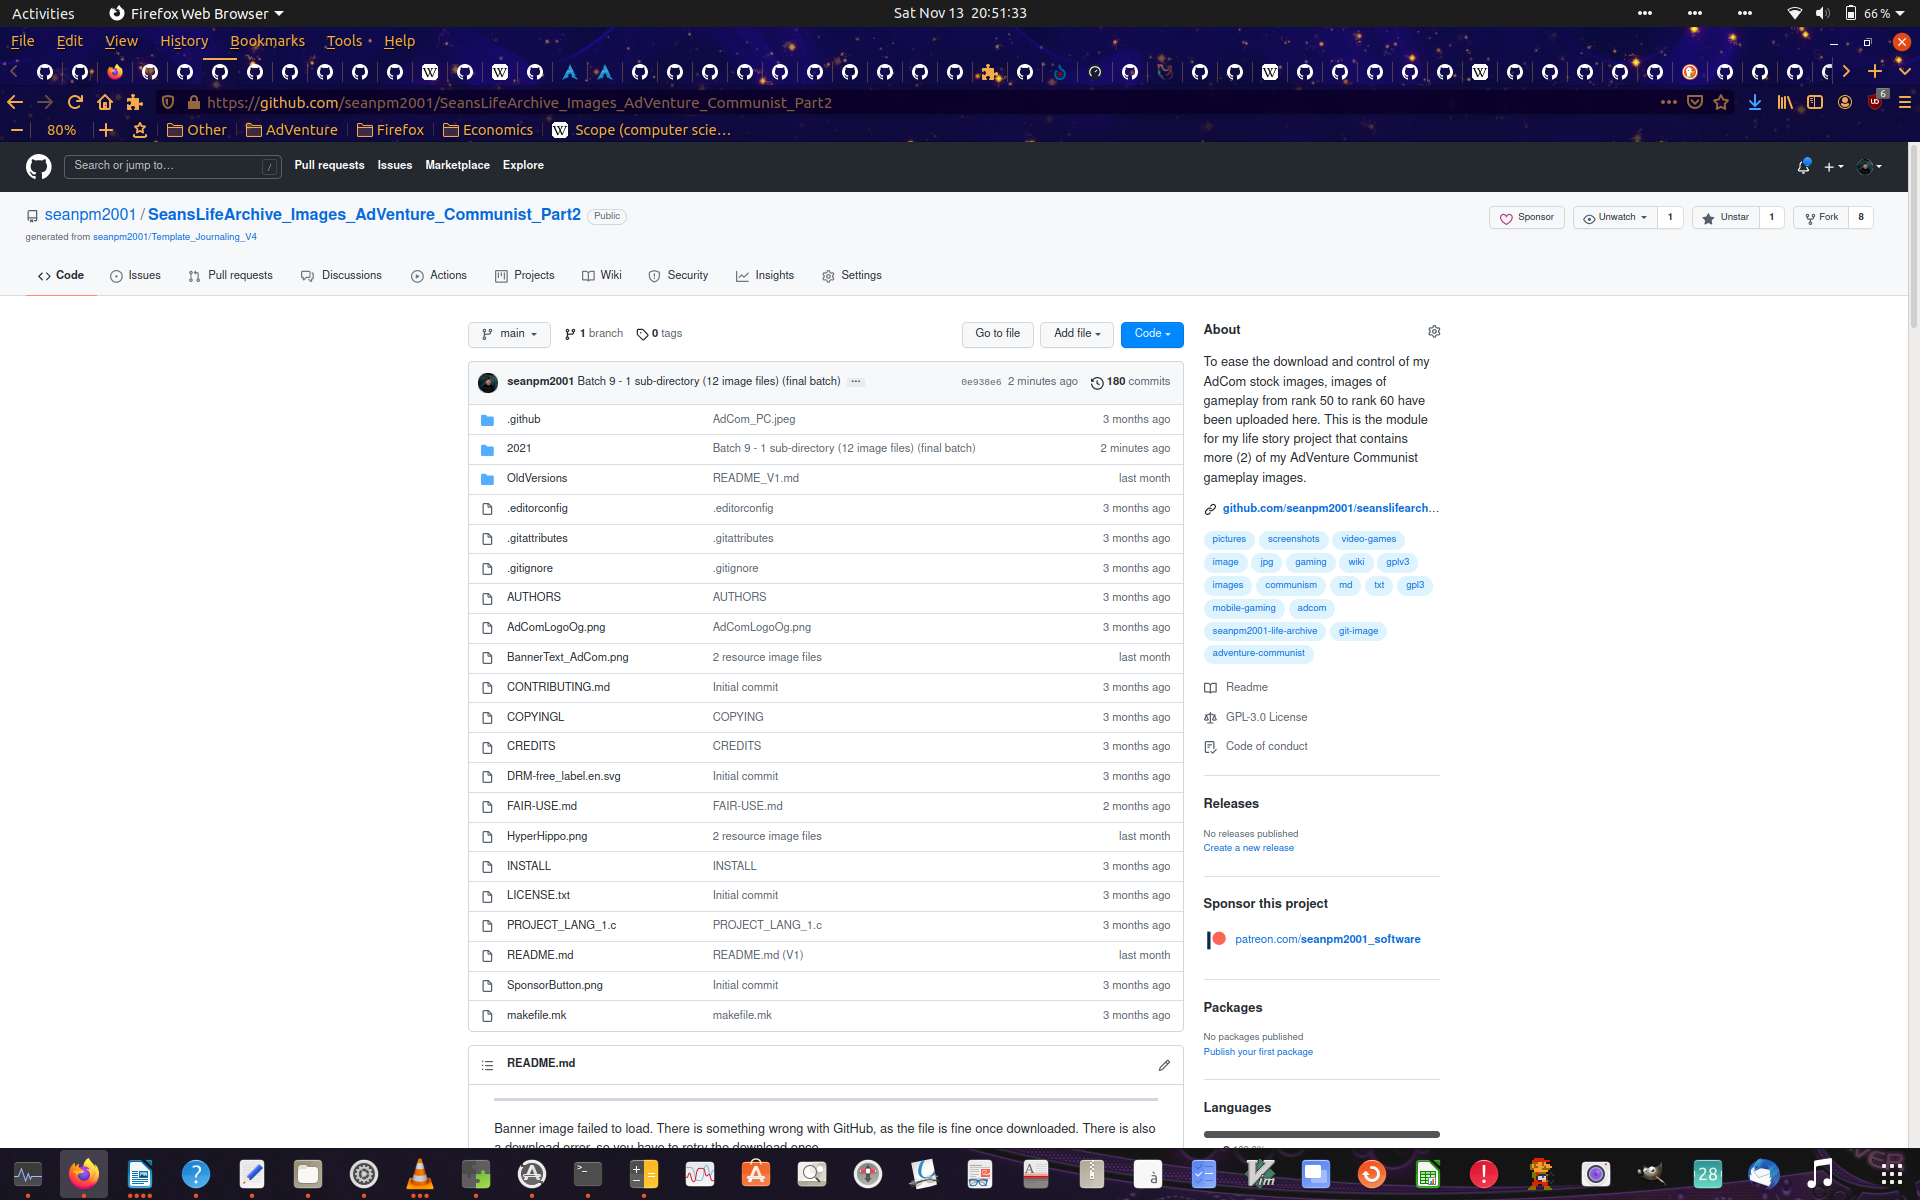 Activities
Firefox Web Browser
Sat Nov 13 20:51:33
66 %
File Edit View History Bookmarks Tools Help
https://github.com/seanpm2001/SeansLifeArchive_Images_AdVenture_Communist_Part2
6
80%
Other
AdVenture
Firefox
Economics
Scope (computer scie…
Search or jump to…
/
Pull requests Issues Marketplace Explore
seanpm2001 / SeansLifeArchive_Images_AdVenture_Communist_Part2 Public
Sponsor
Unwatch 1
Unstar 1
Fork 8
generated from seanpm2001/Template_Journaling_V4
Code Issues Pull requests Discussions Actions Projects Wiki Security Insights Settings
main
1 branch
0 tags
Go to file
Add file
Code
seanpm2001 Batch 9 - 1 sub-directory (12 image files) (final batch) ... 0e938e6 2 minutes ago 180 commits
.github AdCom_PC.jpeg 3 months ago
2021 Batch 9 - 1 sub-directory (12 image files) (final batch) 2 minutes ago
OldVersions README_V1.md last month
.editorconfig .editorconfig 3 months ago
.gitattributes .gitattributes 3 months ago
.gitignore .gitignore 3 months ago
AUTHORS AUTHORS 3 months ago
AdComLogoOg.png AdComLogoOg.png 3 months ago
BannerText_AdCom.png 2 resource image files last month
CONTRIBUTING.md Initial commit 3 months ago
COPYINGL COPYING 3 months ago
CREDITS CREDITS 3 months ago
DRM-free_label.en.svg Initial commit 3 months ago
FAIR-USE.md FAIR-USE.md 2 months ago
HyperHippo.png 2 resource image files last month
INSTALL INSTALL 3 months ago
LICENSE.txt Initial commit 3 months ago
PROJECT_LANG_1.c PROJECT_LANG_1.c 3 months ago
README.md README.md (V1) last month
SponsorButton.png Initial commit 3 months ago
makefile.mk makefile.mk 3 months ago
README.md
Banner image failed to load. There is something wrong with GitHub, as the file is fine once downloaded. There is also
a download error, so you have to retry the download once.
About
To ease the download and control of my
AdCom stock images, images of
gameplay from rank 50 to rank 60 have
been uploaded here. This is the module
for my life story project that contains
more (2) of my AdVenture Communist
gameplay images.
github.com/seanpm2001/seanslifearch…
pictures screenshots video-games
image jpg gaming wiki gplv3
images communism md txt gpl3
mobile-gaming adcom
seanpm2001-life-archive git-image
adventure-communist
Readme
GPL-3.0 License
Code of conduct
Releases
No releases published
Create a new release
Sponsor this project
patreon.com/seanpm2001_software
Packages
No packages published
Publish your first package
Languages
28